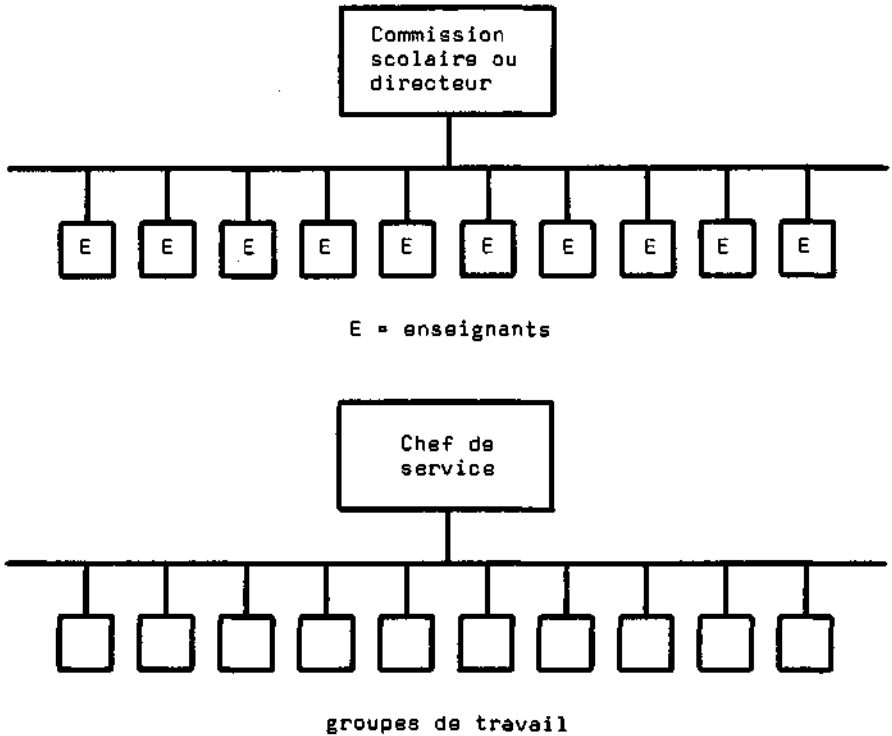 Commission
scolaire ou
directeur
E E E E E E E E E E
E = enseignants
Chef de
service
groupes de travail